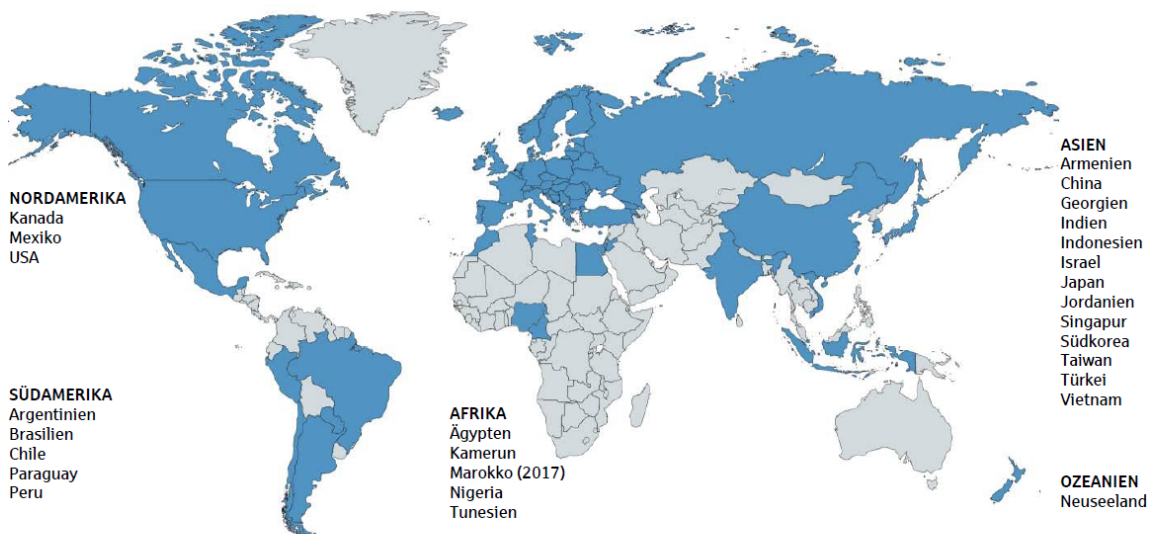 NORDAMERIKA
Kanada
Mexiko
USA
SÜDAMERIKA
Argentinien
Brasilien
Chile
Paraguay
Peru
AFRIKA
Ägypten
Kamerun
Marokko (2017)
Nigeria
Tunesien
ASIEN
Armenien
China
Georgien
Indien
Indonesien
Israel
Japan
Jordanien
Singapur
Südkorea
Taiwan
Türkei
Vietnam
OZEANIEN
Neuseeland